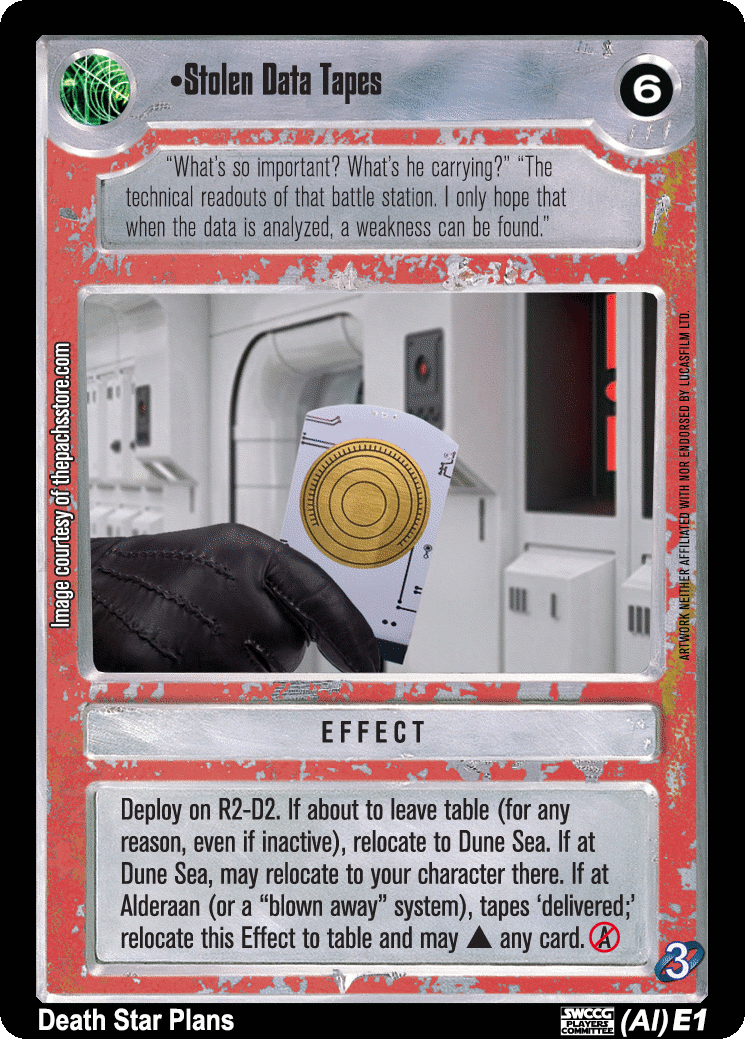 •Stolen Data Tapes
6
“What’s so important? What’s he carrying?” “The
technical readouts of that battle station. I only hope that
when the data is analyzed, a weakness can be found.”
Image courtesy of thepachsstore.com
ARTWORK NEITHER AFFILIATED WITH NOR ENDORSED BY LUCASFILM LTD.
EFFECT
Deploy on R2-D2. If about to leave table (for any
reason, even if inactive), relocate to Dune Sea. If at
Dune Sea, may relocate to your character there. If at
Alderaan (or a “blown away” system), tapes ‘delivered;’
relocate this Effect to table and may ▲ any card. A
3
Death Star Plans
SWCCG
PLAYERS
COMMITTEE
(AI) E1